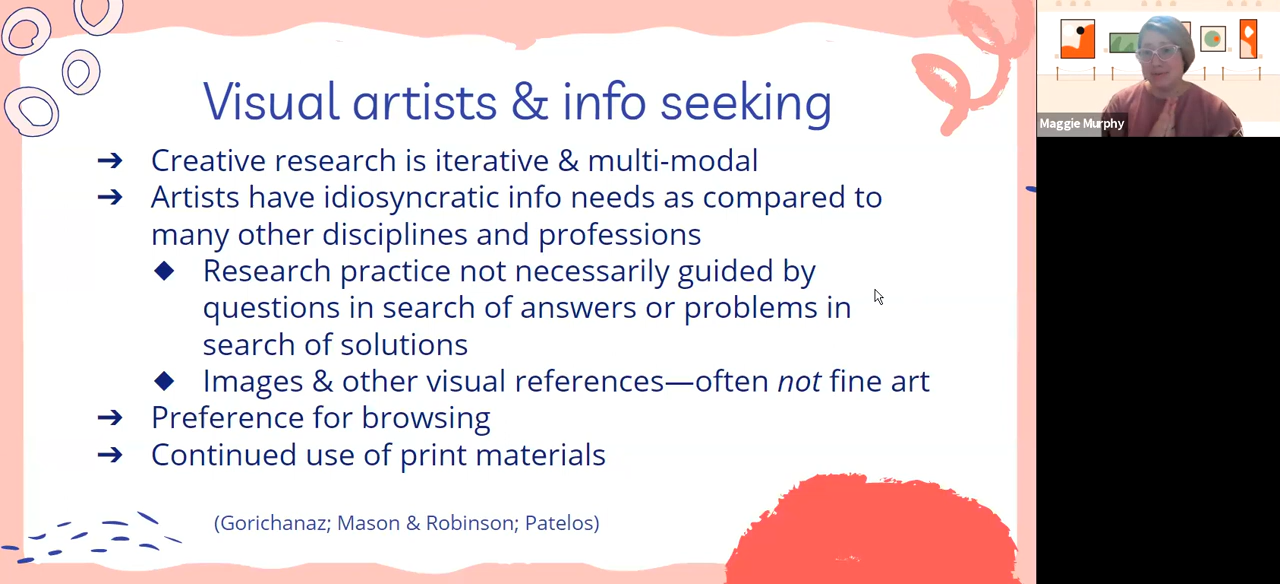 Visual artists & info seeking
➔ Creative research is iterative & multi-modal
➔ Artists have idiosyncratic info needs as compared to
many other disciplines and professions
◆ Research practice not necessarily guided by
questions in search of answers or problems in
search of solutions
◆ Images & other visual references—often not fine art
➔ Preference for browsing
➔ Continued use of print materials
(Gorichanaz; Mason & Robinson; Patelos)
Maggie Murphy